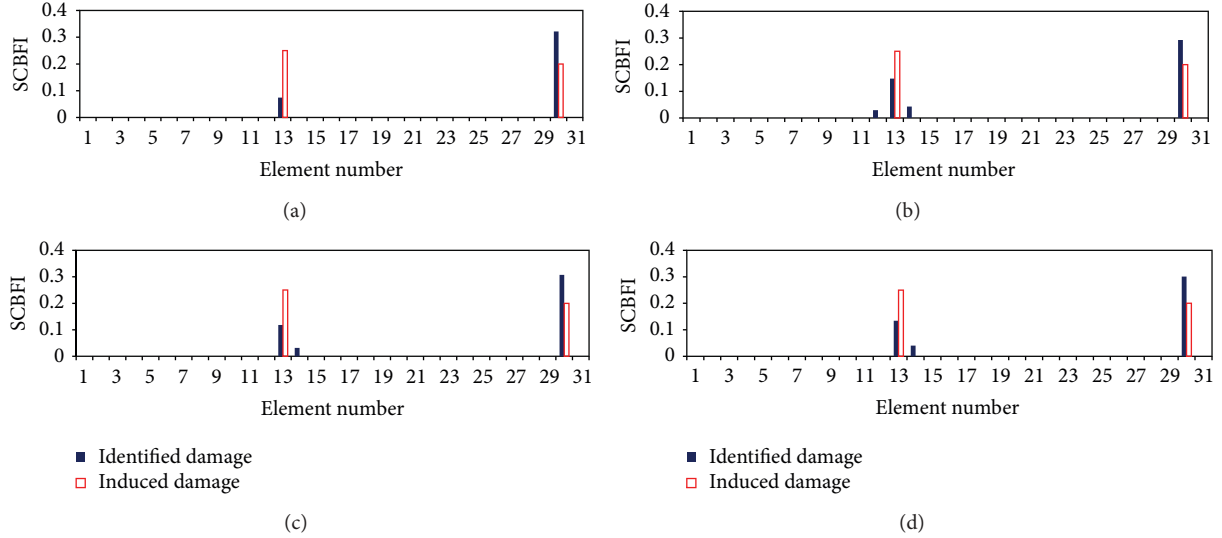 SCBFI
0.4
0.3
0.2
0.1
0
1 3 5 7 9 11 13 15 17 19 21 23 25 27 29 31
Element number
(a)
SCBFI
0.4
0.3
0.2
0.1
0
1 3 5 7 9 11 13 15 17 19 21 23 25 27 29 31
Element number
(b)
SCBFI
0.4
0.3
0.2
0.1
0
1 3 5 7 9 11 13 15 17 19 21 23 25 27 29 31
Element number
Identified damage
Induced damage
(c)
SCBFI
0.4
0.3
0.2
0.1
0
1 3 5 7 9 11 13 15 17 19 21 23 25 27 29 31
Element number
Identified damage
Induced damage
(d)